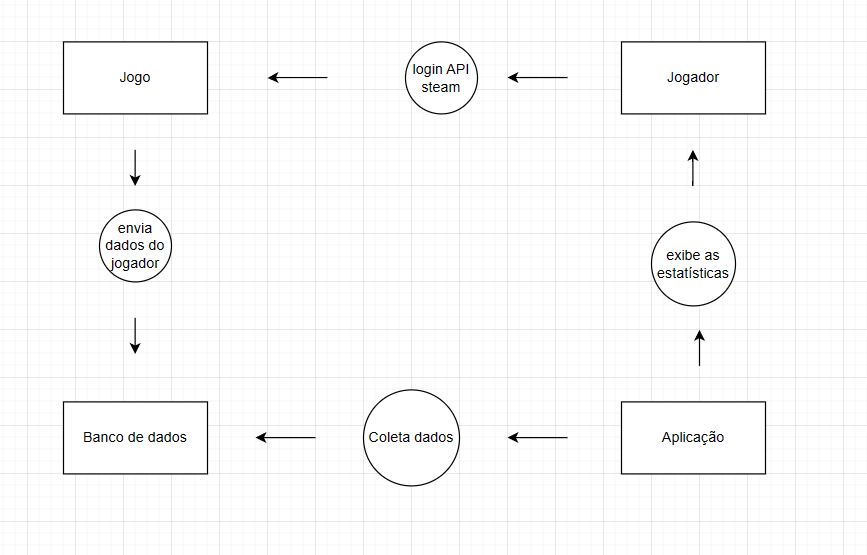 Jogo
login API
steam
Jogador
envia
dados do
jogador
exibe as
estatísticas
Banco de dados
Coleta dados
Aplicação